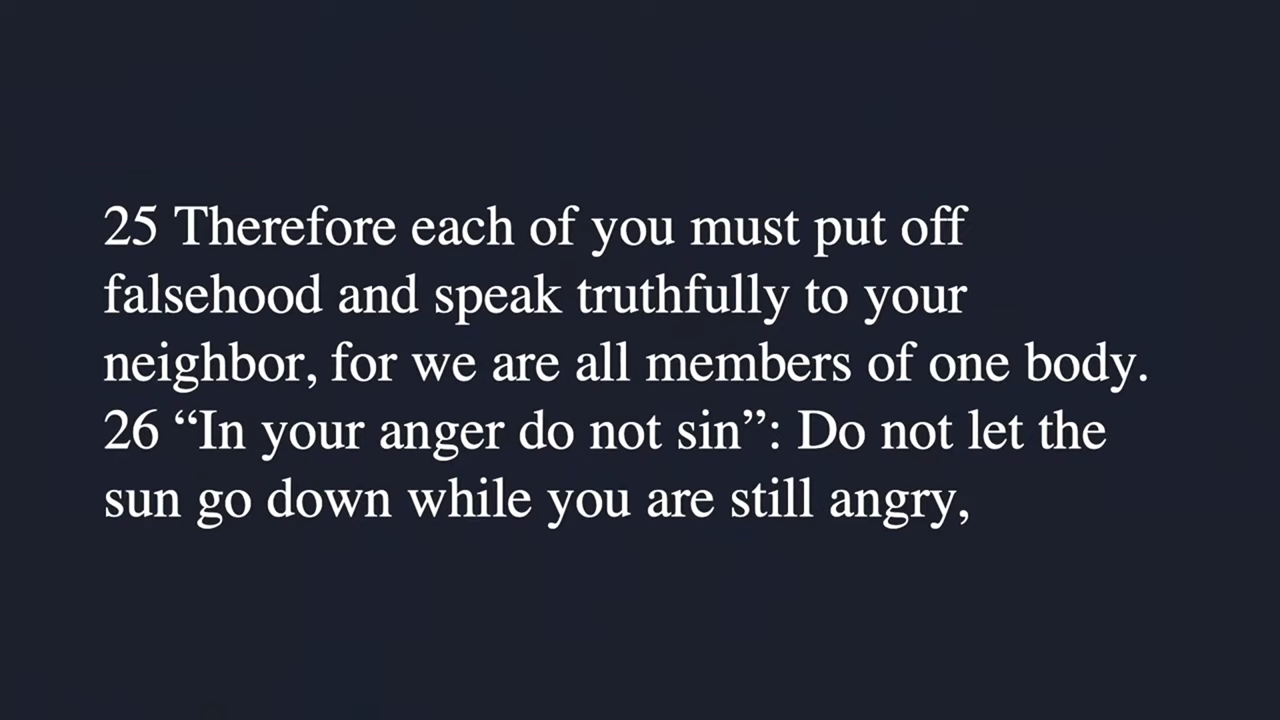 25 Therefore each of you must put off
falsehood and speak truthfully to your
neighbor, for we are all members of one body.
26 “In your anger do not sin”: Do not let the
sun go down while you are still angry,